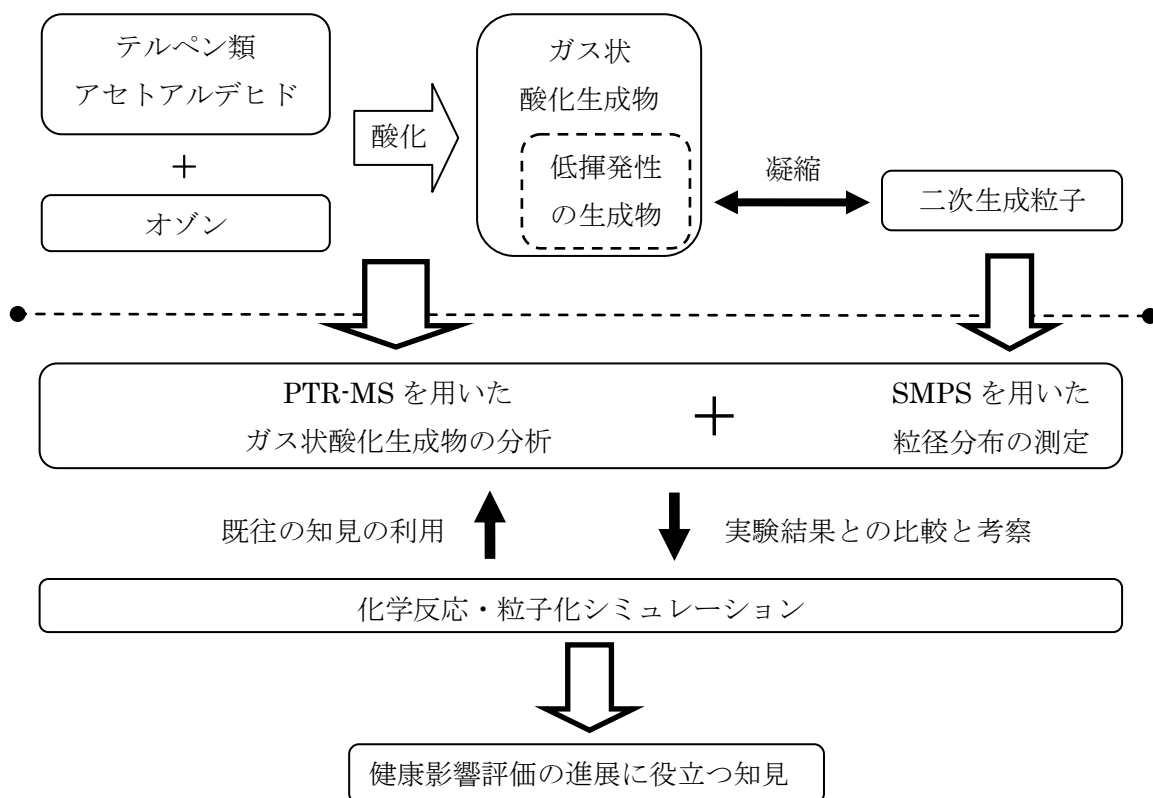 テルペン類
アセトアルデヒド
+
オゾン
酸化
ガス状
酸化生成物
低揮発性
の生成物
凝縮
二次生成粒子
PTR-MS を用いた
ガス状酸化生成物の分析
+
SMPS を用いた
粒径分布の測定
既往の知見の利用
実験結果との比較と考察
化学反応・粒子化シミュレーション
健康影響評価の進展に役立つ知見